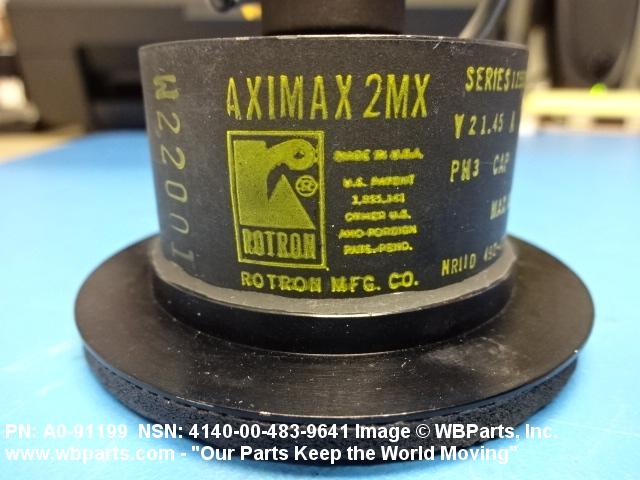 AXIMAX 2MX
W22001
ROTRON
MADE IN U.S.A.
U.S. PATENT
OTHER U.S.
AND FOREIGN
PATS. PEND.
ROTRON MFG. CO.
SERIES
V 21.45 A
PH3 CAP
PN: A0-91199 NSN: 4140-00-483-9641 Image © WBParts, Inc.
www.wbparts.com - "Our Parts Keep the World Moving"